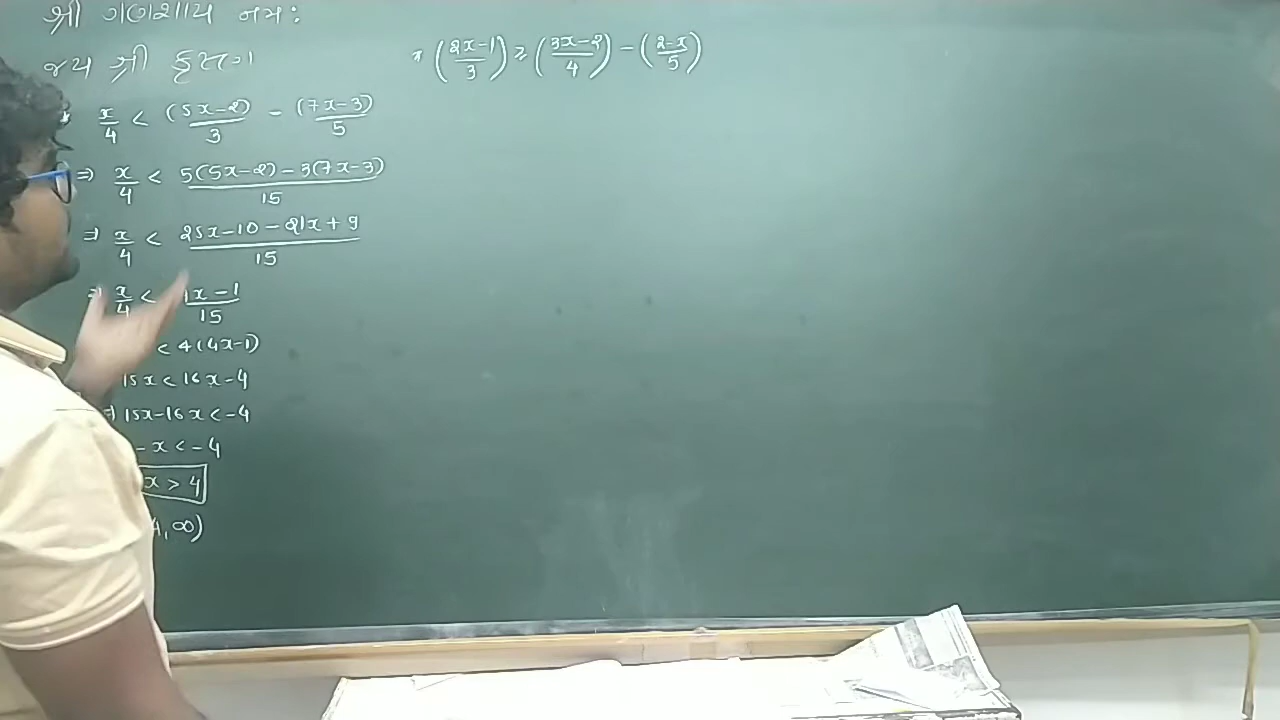 શ્રી ગણેશાય નમ:
જય શ્રી કૃષ્ણ
x/4 < (5x-2)/3 - (7x-3)/5
⇒ x/4 < 5(5x-2)-3(7x-3)/15
⇒ x/4 < 25x-10-21x+9/15
⇒ x/4 < 4x-1/15
< 4(4x-1)
15x < 16x-4
⇒ 15x-16x < -4
-x < -4
x > 4
4,∞)
* (2x-1/3) ≥ (3x-2/4) - (2-x/5)